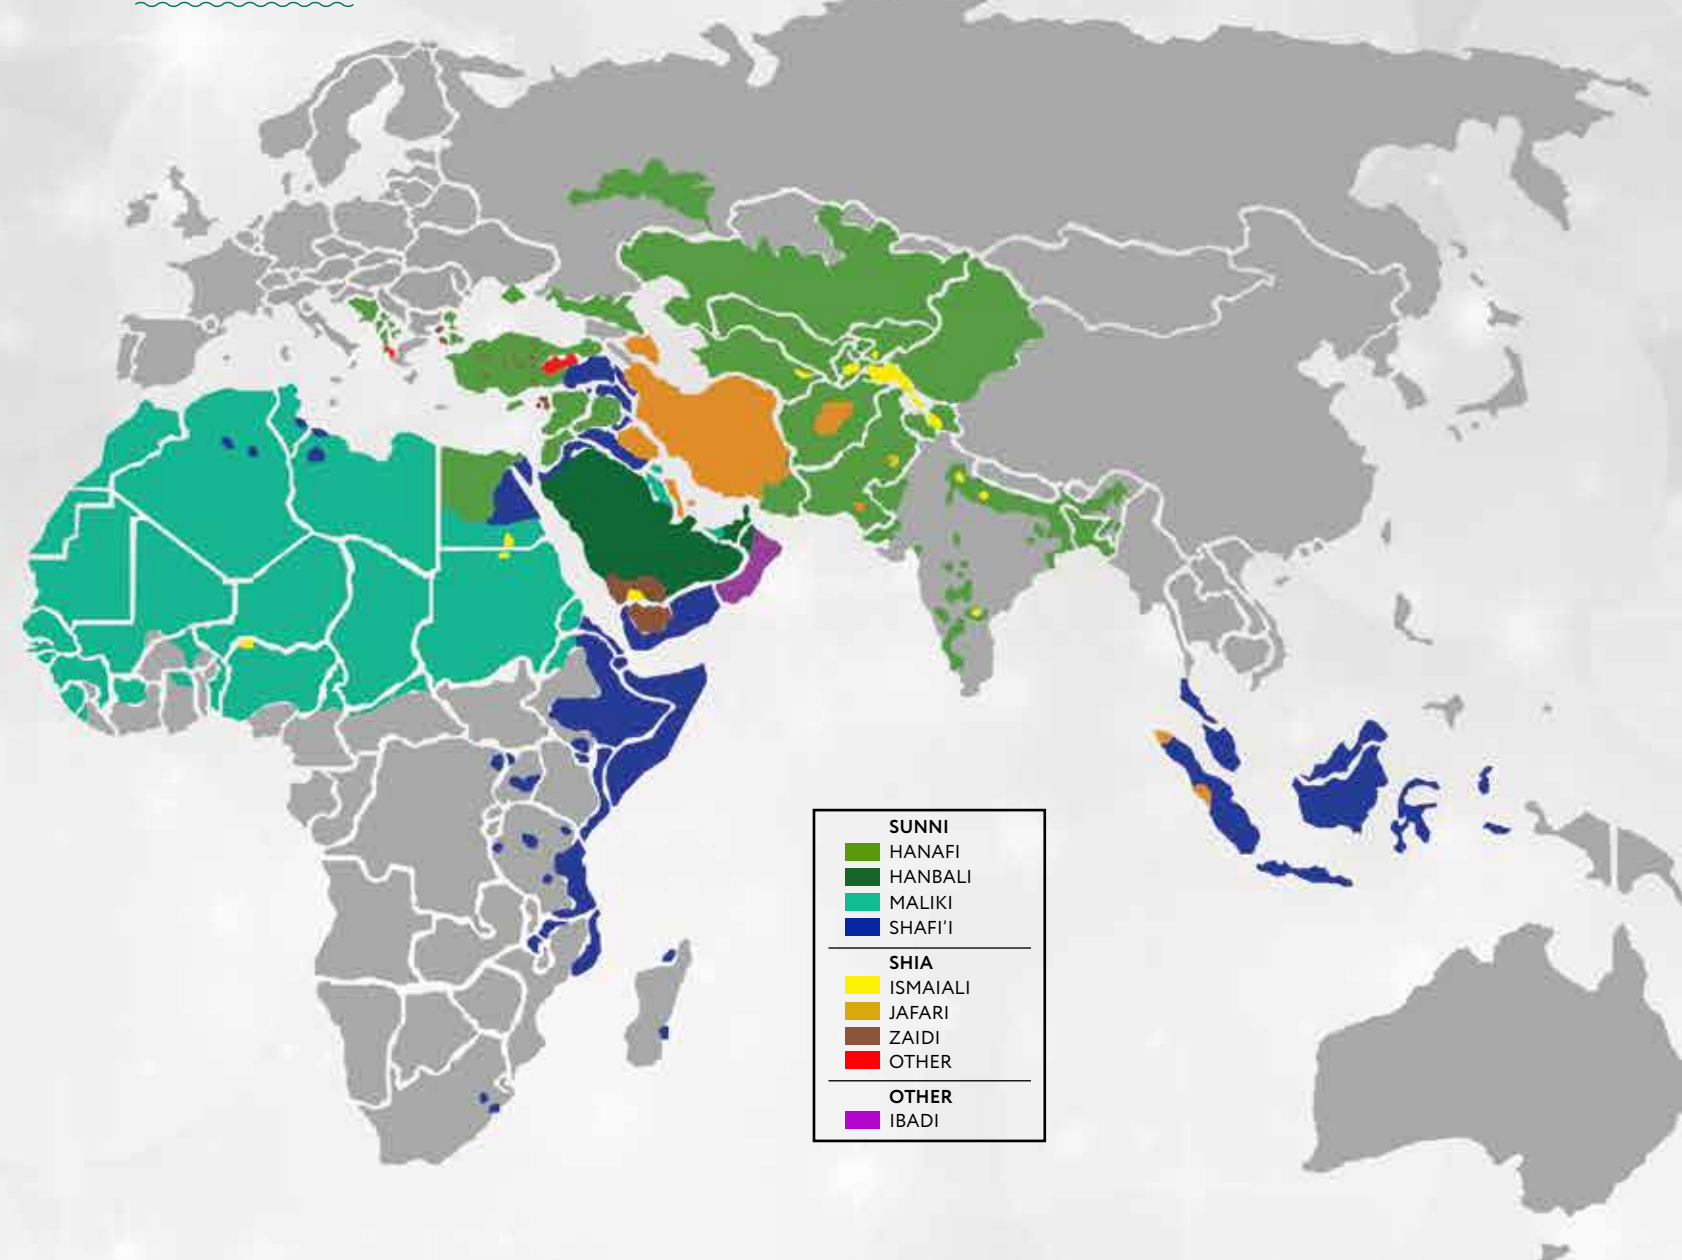 SUNNI
HANAFI
HANBALI
MALIKI
SHAFI'I
SHIA
ISMAIALI
JAFARI
ZAIDI
OTHER
OTHER
IBADI